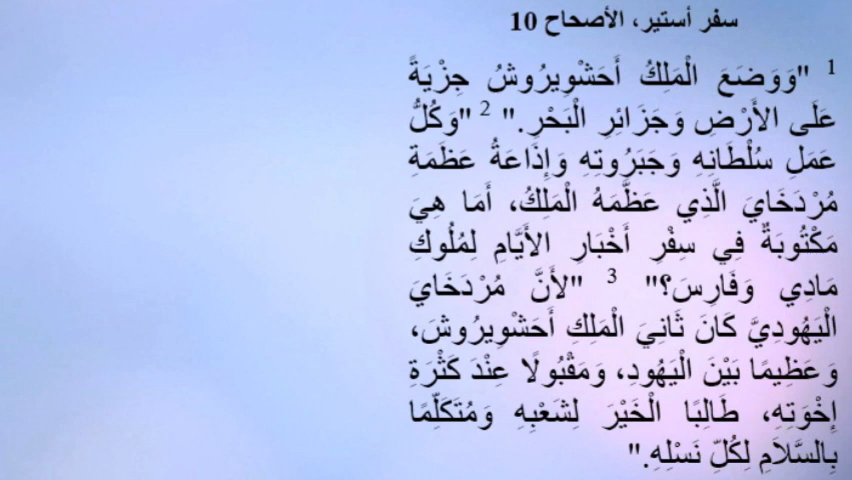 سفر أستير، الأصحاح 10
1 "وَوَضَعَ الْمَلِكُ أَحَشْوِيرُوشُ جِزْيَةً
عَلَى الأَرْضِ وَجَزَائِرِ الْبَحْرِ." 2 "وَكُلُّ
عَمَلِ سُلْطَانِهِ وَجَبَرُوتِهِ وَإِذَاعَةُ عَظَمَةِ
مُرْدَخَايَ الَّذِي عَظَّمَهُ الْمَلِكُ، أَمَا هِيَ
مَكْتُوبَةٌ فِي سِفْرِ أَخْبَارِ الأَيَّامِ لِمُلُوكِ
مَادِي وَفَارِسَ؟" 3 "لأَنَّ مُرْدَخَايَ
الْيَهُودِيَّ كَانَ ثَانِيَ الْمَلِكِ أَحَشْوِيرُوشَ،
وَعَظِيمًا بَيْنَ الْيَهُودِ، وَمَقْبُولًا عِنْدَ كَثْرَةِ
إِخْوَتِهِ، طَالِبًا الْخَيْرَ لِشَعْبِهِ وَمُتَكَلِّمًا
بِالسَّلاَمِ لِكُلِّ نَسْلِهِ."